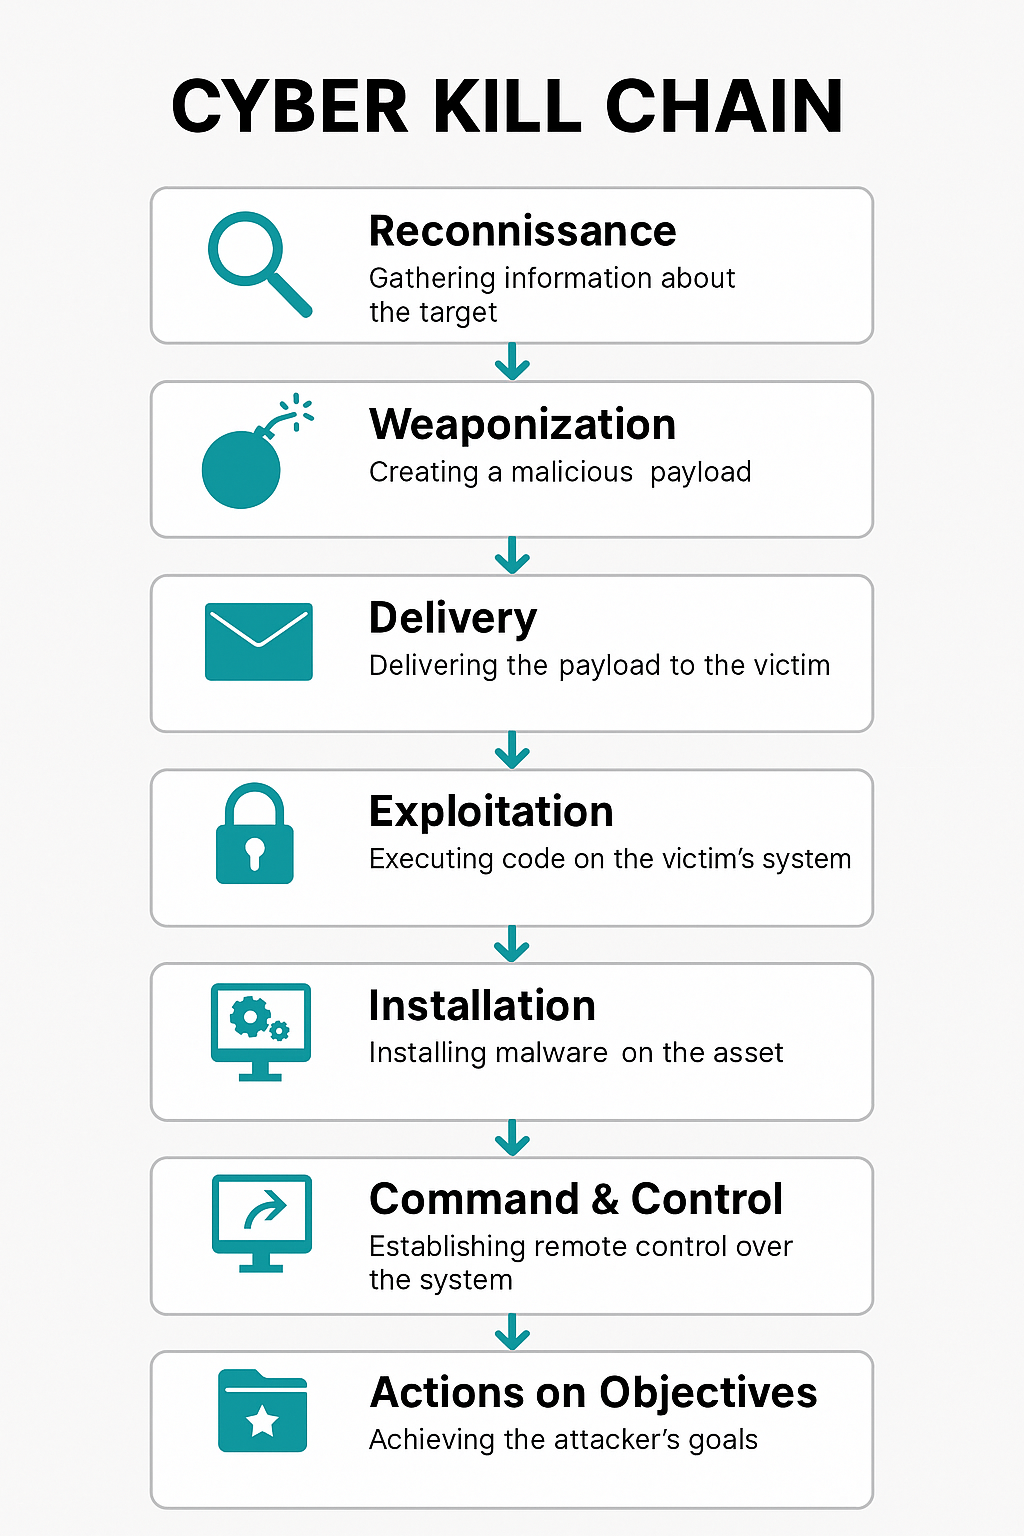 CYBER KILL CHAIN
Reconnissance
Gathering information about
the target
Weaponization
Creating a malicious payload
Delivery
Delivering the payload to the victim
Exploitation
Executing code on the victim’s system
Installation
Installing malware on the asset
Command & Control
Establishing remote control over
the system
Actions on Objectives
Achieving the attacker’s goals